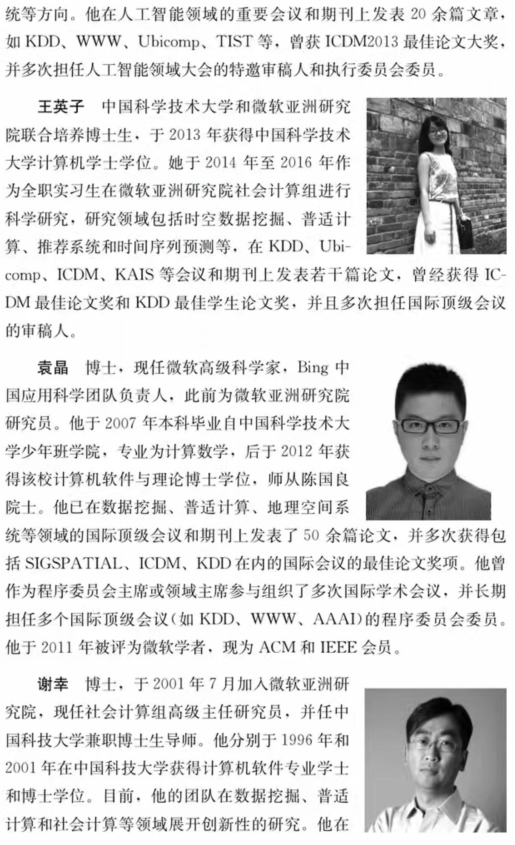 统等方向。他在人工智能领域的重要会议和期刊上发表 20 余篇文章，
如 KDD、WWW、Ubicomp、TIST 等，曾获 ICDM2013 最佳论文大奖，
并多次担任人工智能领域大会的特邀审稿人和执行委员会委员。
王英子 中国科学技术大学和微软亚洲研究
院联合培养博士生，于 2013 年获得中国科学技术
大学计算机学士学位。她于 2014 年至 2016 年作
为全职实习生在微软亚洲研究院社会计算组进行
科学研究，研究领域包括时空数据挖掘、普适计
算、推荐系统和时间序列预测等，在 KDD、Ubi-
comp、ICDM、KAIS 等会议和期刊上发表若干篇论文，曾经获得 IC-
DM 最佳论文奖和 KDD 最佳学生论文奖，并且多次担任国际顶级会议
的审稿人。
袁晶 博士，现任微软高级科学家，Bing 中
国应用科学团队负责人，此前为微软亚洲研究院
研究员。他于 2007 年本科毕业自中国科学技术大
学少年班学院，专业为计算数学，后于 2012 年获
得该校计算机软件与理论博士学位，师从陈国良
院士。他已在数据挖掘、普适计算、地理空间系
统等领域的国际顶级会议和期刊上发表了 50 余篇论文，并多次获得包
括 SIGSPATIAL、ICDM、KDD 在内的国际会议的最佳论文奖项。他曾
作为程序委员会主席或领域主席参与组织了多次国际学术会议，并长期
担任多个国际顶级会议（如 KDD、WWW、AAAI）的程序委员会委员。
他于 2011 年被评为微软学者，现为 ACM 和 IEEE 会员。
谢幸 博士，于 2001 年 7 月加入微软亚洲研
究院，现任社会计算组高级主任研究员，并任中
国科技大学兼职博士生导师。他分别于 1996 年和
2001 年在中国科技大学获得计算机软件专业学士
和博士学位。目前，他的团队在数据挖掘、普适
计算和社会计算等领域展开创新性的研究。他在